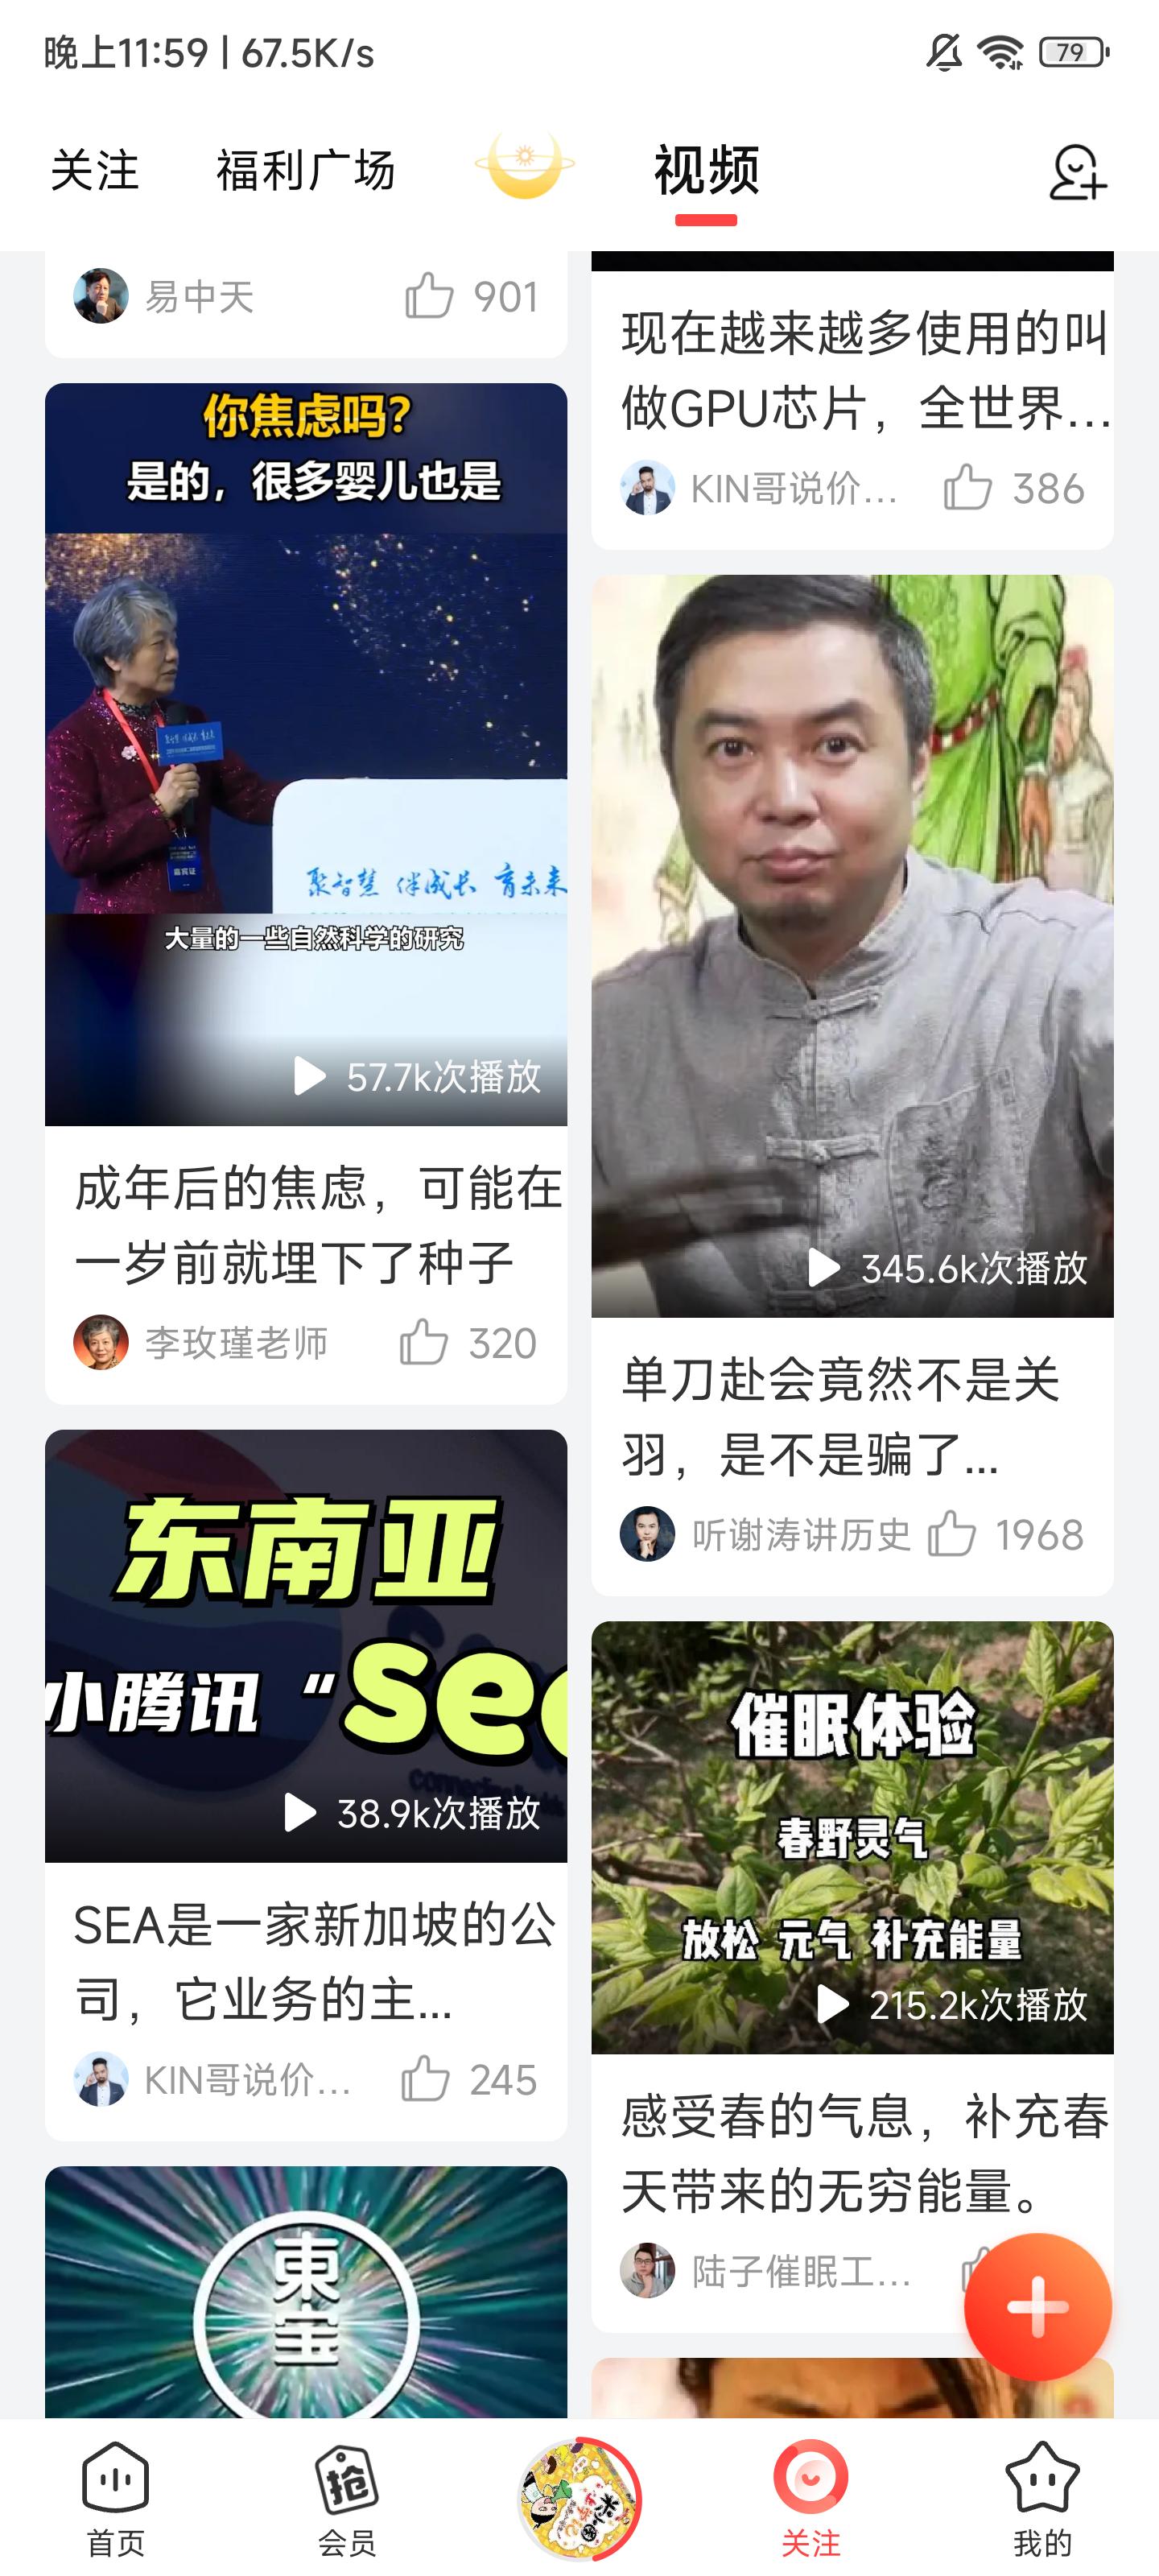 晚上11:59 | 67.5K/s
79
关注
福利广场
视频
易中天
901
你焦虑吗？
是的，很多婴儿也是
聚智慧 伴成长 育未来
嘉宾证
大量的一些自然科学的研究
57.7k次播放
成年后的焦虑，可能在
一岁前就埋下了种子
李玫瑾老师
320
东南亚
小腾讯“Sea
38.9k次播放
SEA是一家新加坡的公
司，它业务的主...
KIN哥说价...
245
東宝
现在越来越多使用的叫
做GPU芯片，全世界...
KIN哥说价...
386
345.6k次播放
单刀赴会竟然不是关
羽，是不是骗了...
听谢涛讲历史
1968
催眠体验
春野灵气
放松 元气 补充能量
215.2k次播放
感受春的气息，补充春
天带来的无穷能量。
陆子催眠工...
首页
抢
会员
关注
我的